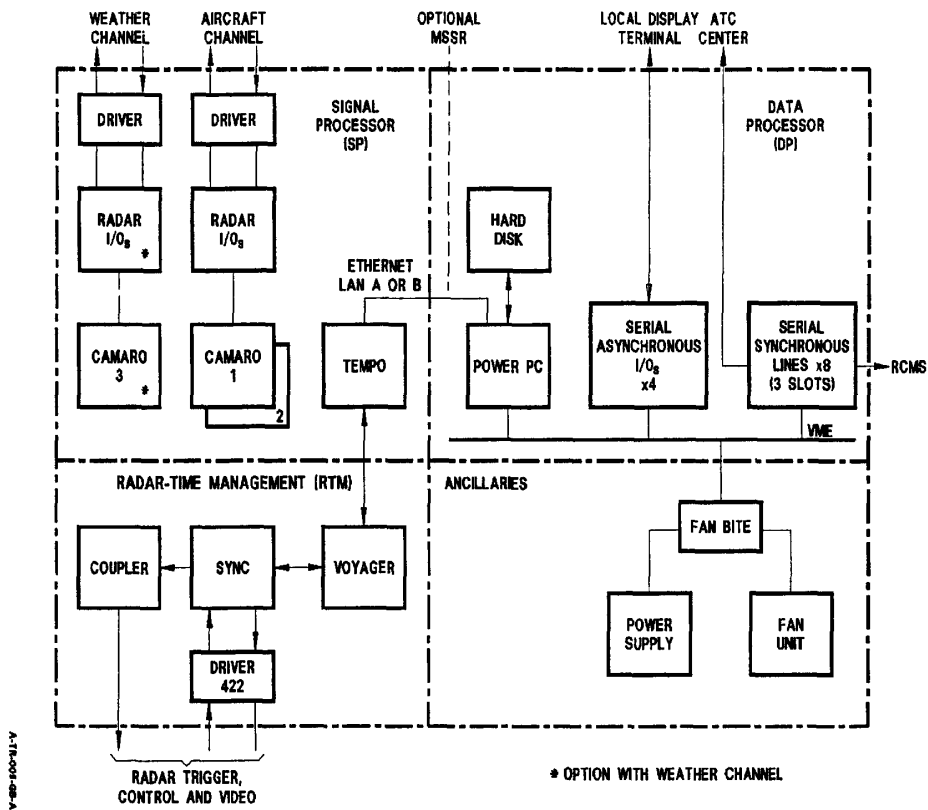 WEATHER CHANNEL
AIRCRAFT CHANNEL
OPTIONAL MSSR
LOCAL DISPLAY TERMINAL
ATC CENTER
DRIVER
DRIVER
SIGNAL PROCESSOR (SP)
DATA PROCESSOR (DP)
RADAR I/Os *
RADAR I/Os
HARD DISK
ETHERNET LAN A OR B
CAMARO 3 *
CAMARO 1
2
TEMPO
POWER PC
SERIAL ASYNCHRONOUS I/Os x4
SERIAL SYNCHRONOUS LINES x8 (3 SLOTS)
RCMS
VME
RADAR-TIME MANAGEMENT (RTM)
ANCILLARIES
COUPLER
SYNC
VOYAGER
FAN BITE
DRIVER 422
POWER SUPPLY
FAN UNIT
RADAR TRIGGER, CONTROL AND VIDEO
* OPTION WITH WEATHER CHANNEL
A-TR-005-GB-A